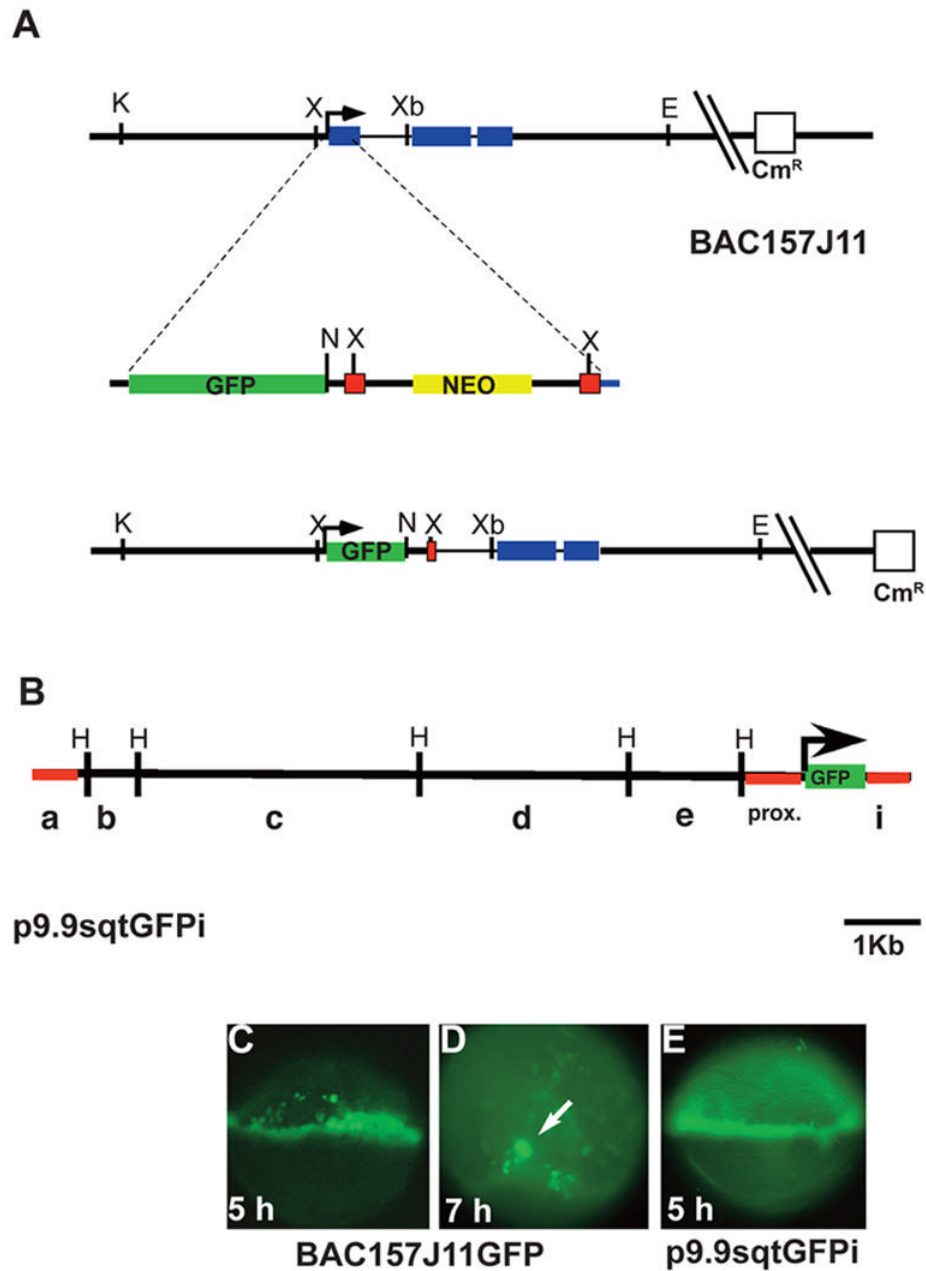 A
K X Xb E
Cm^R
BAC157J11
N X X
GFP NEO
K X N X Xb E
GFP
Cm^R
B
H H H H H
GFP
a b c d e prox. i
p9.9sqtGFPi
1Kb
C D E
5 h 7 h 5 h
BAC157J11GFP p9.9sqtGFPi